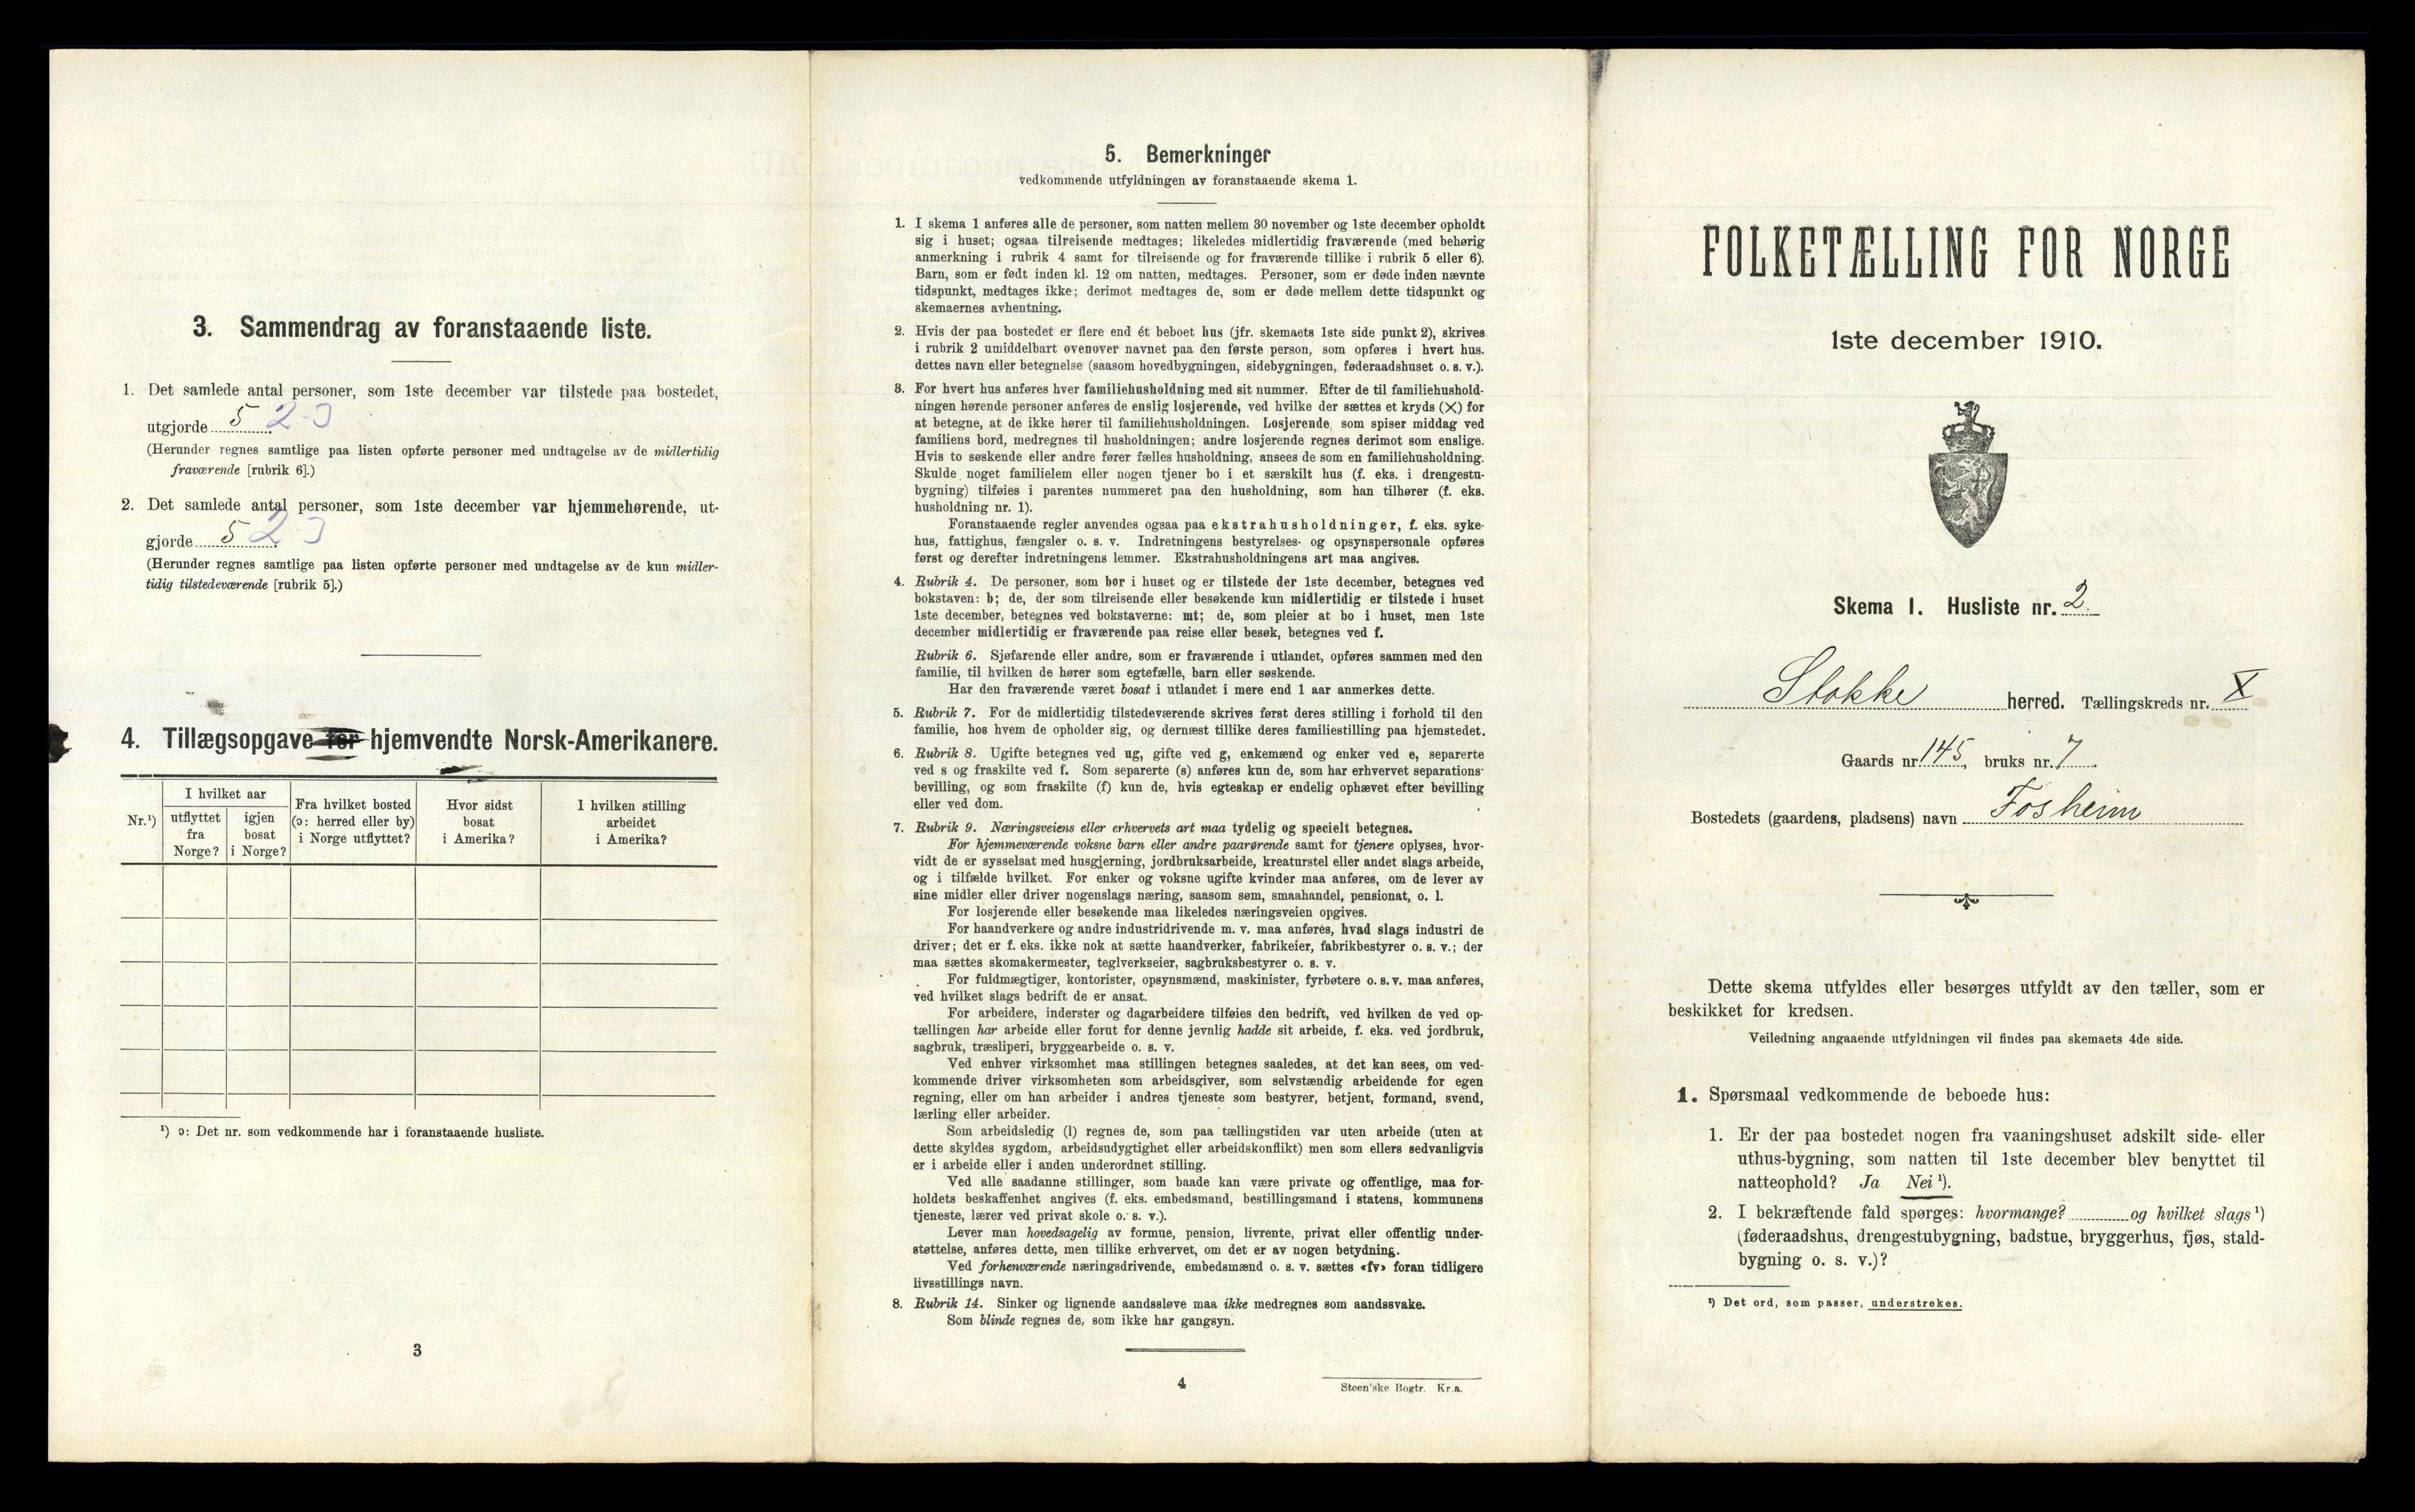 3. Sammendrag av foranstaaende liste.
1. Det samlede antal personer, som 1ste december var tilstede paa bostedet,
utgjorde 5 2-3
(Herunder regnes samtlige paa listen opførte personer med undtagelse av de midlertidig
fraværende [rubrik 6].)
2. Det samlede antal personer, som 1ste december var hjemmehørende, ut-
gjorde 5 2-3
(Herunder regnes samtlige paa listen opførte personer med undtagelse av de kun midler-
tidig tilstedeværende [rubrik 5].)
4. Tillægsopgave for hjemvendte Norsk-Amerikanere.
Nr.¹)
I hvilket aar
utflyttet
fra
Norge?
igjen
bosat
i Norge?
Fra hvilket bosted
(ɔ: herred eller by)
i Norge utflyttet?
Hvor sidst
bosat
i Amerika?
I hvilken stilling
arbeidet
i Amerika?
¹) ɔ: Det nr. som vedkommende har i foranstaaende husliste.
3
5. Bemerkninger
vedkommende utfyldningen av foranstaaende skema 1.
1. I skema 1 anføres alle de personer, som natten mellem 30 november og 1ste december opholdt
sig i huset; ogsaa tilreisende medtages; likeledes midlertidig fraværende (med behørig
anmerkning i rubrik 4 samt for tilreisende og for fraværende tillike i rubrik 5 eller 6).
Barn, som er født inden kl. 12 om natten, medtages. Personer, som er døde inden nævnte
tidspunkt, medtages ikke; derimot medtages de, som er døde mellem dette tidspunkt og
skemaernes avhentning.
2. Hvis der paa bostedet er flere end ét beboet hus (jfr. skemaets 1ste side punkt 2), skrives
i rubrik 2 umiddelbart ovenover navnet paa den første person, som opføres i hvert hus.
dettes navn eller betegnelse (saasom hovedbygningen, sidebygningen, føderaadshuset o. s. v.).
3. For hvert hus anføres hver familiehusholdning med sit nummer. Efter de til familiehushold-
ningen hørende personer anføres de enslig losjerende, ved hvilke der sættes et kryds (×) for
at betegne, at de ikke hører til familiehusholdningen. Losjerende, som spiser middag ved
familiens bord, medregnes til husholdningen; andre losjerende regnes derimot som enslige.
Hvis to søskende eller andre fører fælles husholdning, ansees de som en familiehusholdning.
Skulde noget familielem eller nogen tjener bo i et særskilt hus (f. eks. i drengestu-
bygning) tilføies i parentes nummeret paa den husholdning, som han tilhører (f. eks.
husholdning nr. 1).
Foranstaaende regler anvendes ogsaa paa ekstrahusholdninger, f. eks. syke-
hus, fattighus, fængsler o. s. v. Indretningens bestyrelses- og opsynspersonale opføres
først og derefter indretningens lemmer. Ekstrahusholdningens art maa angives.
4. Rubrik 4. De personer, som bor i huset og er tilstede der 1ste december, betegnes ved
bokstaven: b; de, der som tilreisende eller besøkende kun midlertidig er tilstede i huset
1ste december, betegnes ved bokstaverne: mt; de, som pleier at bo i huset, men 1ste
december midlertidig er fraværende paa reise eller besøk, betegnes ved f.
Rubrik 6. Sjøfarende eller andre, som er fraværende i utlandet, opføres sammen med den
familie, til hvilken de hører som egtefælle, barn eller søskende.
Har den fraværende været bosat i utlandet i mere end 1 aar anmerkes dette.
5. Rubrik 7. For de midlertidig tilstedeværende skrives først deres stilling i forhold til den
familie, hos hvem de opholder sig, og dernæst tillike deres familiestilling paa hjemstedet.
6. Rubrik 8. Ugifte betegnes ved ug, gifte ved g, enkemænd og enker ved e, separerte
ved s og fraskilte ved f. Som separerte (s) anføres kun de, som har erhvervet separations-
bevilling, og som fraskilte (f) kun de, hvis egteskap er endelig ophævet efter bevilling
eller ved dom.
7. Rubrik 9. Næringsveiens eller erhvervets art maa tydelig og specielt betegnes.
For hjemmeværende voksne barn eller andre paarørende samt for tjenere oplyses, hvor-
vidt de er sysselsat med husgjerning, jordbruksarbeide, kreaturstel eller andet slags arbeide,
og i tilfælde hvilket. For enker og voksne ugifte kvinder maa anføres, om de lever av
sine midler eller driver nogenslags næring, saasom søm, smaahandel, pensionat, o. l.
For losjerende eller besøkende maa likeledes næringsveien opgives.
For haandverkere og andre industridrivende m. v. maa anføres, hvad slags industri de
driver; det er f. eks. ikke nok at sætte haandverker, fabrikeier, fabrikbestyrer o. s. v.; der
maa sættes skomakermester, teglverkseier, sagbruksbestyrer o. s. v.
For fuldmægtiger, kontorister, opsynsmænd, maskinister, fyrbøtere o. s. v. maa anføres,
ved hvilket slags bedrift de er ansat.
For arbeidere, inderster og dagarbeidere tilføies den bedrift, ved hvilken de ved op-
tællingen har arbeide eller forut for denne jevnlig hadde sit arbeide, f. eks. ved jordbruk,
sagbruk, træsliperi, bryggearbeide o. s. v.
Ved enhver virksomhet maa stillingen betegnes saaledes, at det kan sees, om ved-
kommende driver virksomheten som arbeidsgiver, som selvstændig arbeidende for egen
regning, eller om han arbeider i andres tjeneste som bestyrer, betjent, formand, svend,
lærling eller arbeider.
Som arbeidsledig (l) regnes de, som paa tællingstiden var uten arbeide (uten at
dette skyldes sygdom, arbeidsudygtighet eller arbeidskonflikt) men som ellers sedvanligvis
er i arbeide eller i anden underordnet stilling.
Ved alle saadanne stillinger, som baade kan være private og offentlige, maa for-
holdets beskaffenhet angives (f. eks. embedsmand, bestillingsmand i statens, kommunens
tjeneste, lærer ved privat skole o. s. v.).
Lever man hovedsagelig av formue, pension, livrente, privat eller offentlig under-
støttelse, anføres dette, men tillike erhvervet, om det er av nogen betydning.
Ved forhenværende næringsdrivende, embedsmænd o. s. v. sættes «fv» foran tidligere
livsstillings navn.
8. Rubrik 14. Sinker og lignende aandssløve maa ikke medregnes som aandssvake.
Som blinde regnes de, som ikke har gangsyn.
4
Steen'ske Bogtr. Kr.a.
FOLKETÆLLING FOR NORGE
1ste december 1910.
Skema 1. Husliste nr. 2
Stokke herred. Tællingskreds nr. X
Gaards nr. 145, bruks nr. 7
Bostedets (gaardens, pladsens) navn Fosheim
Dette skema utfyldes eller besørges utfyldt av den tæller, som er
beskikket for kredsen.
Veiledning angaaende utfyldningen vil findes paa skemaets 4de side.
1. Spørsmaal vedkommende de beboede hus:
1. Er der paa bostedet nogen fra vaaningshuset adskilt side- eller
uthus-bygning, som natten til 1ste december blev benyttet til
natteophold? Ja Nei ¹).
2. I bekræftende fald spørges: hvormange? og hvilket slags ¹)
(føderaadshus, drengestubygning, badstue, bryggerhus, fjøs, stald-
bygning o. s. v.)?
¹) Det ord, som passer, understrekes.